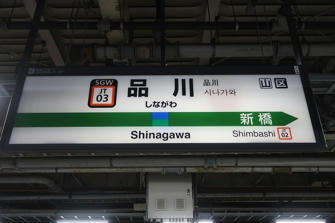 SGW
JT
03
品川
しながわ
品川
시나가와
山区
新橋
Shinagawa
Shimbashi
JT
02